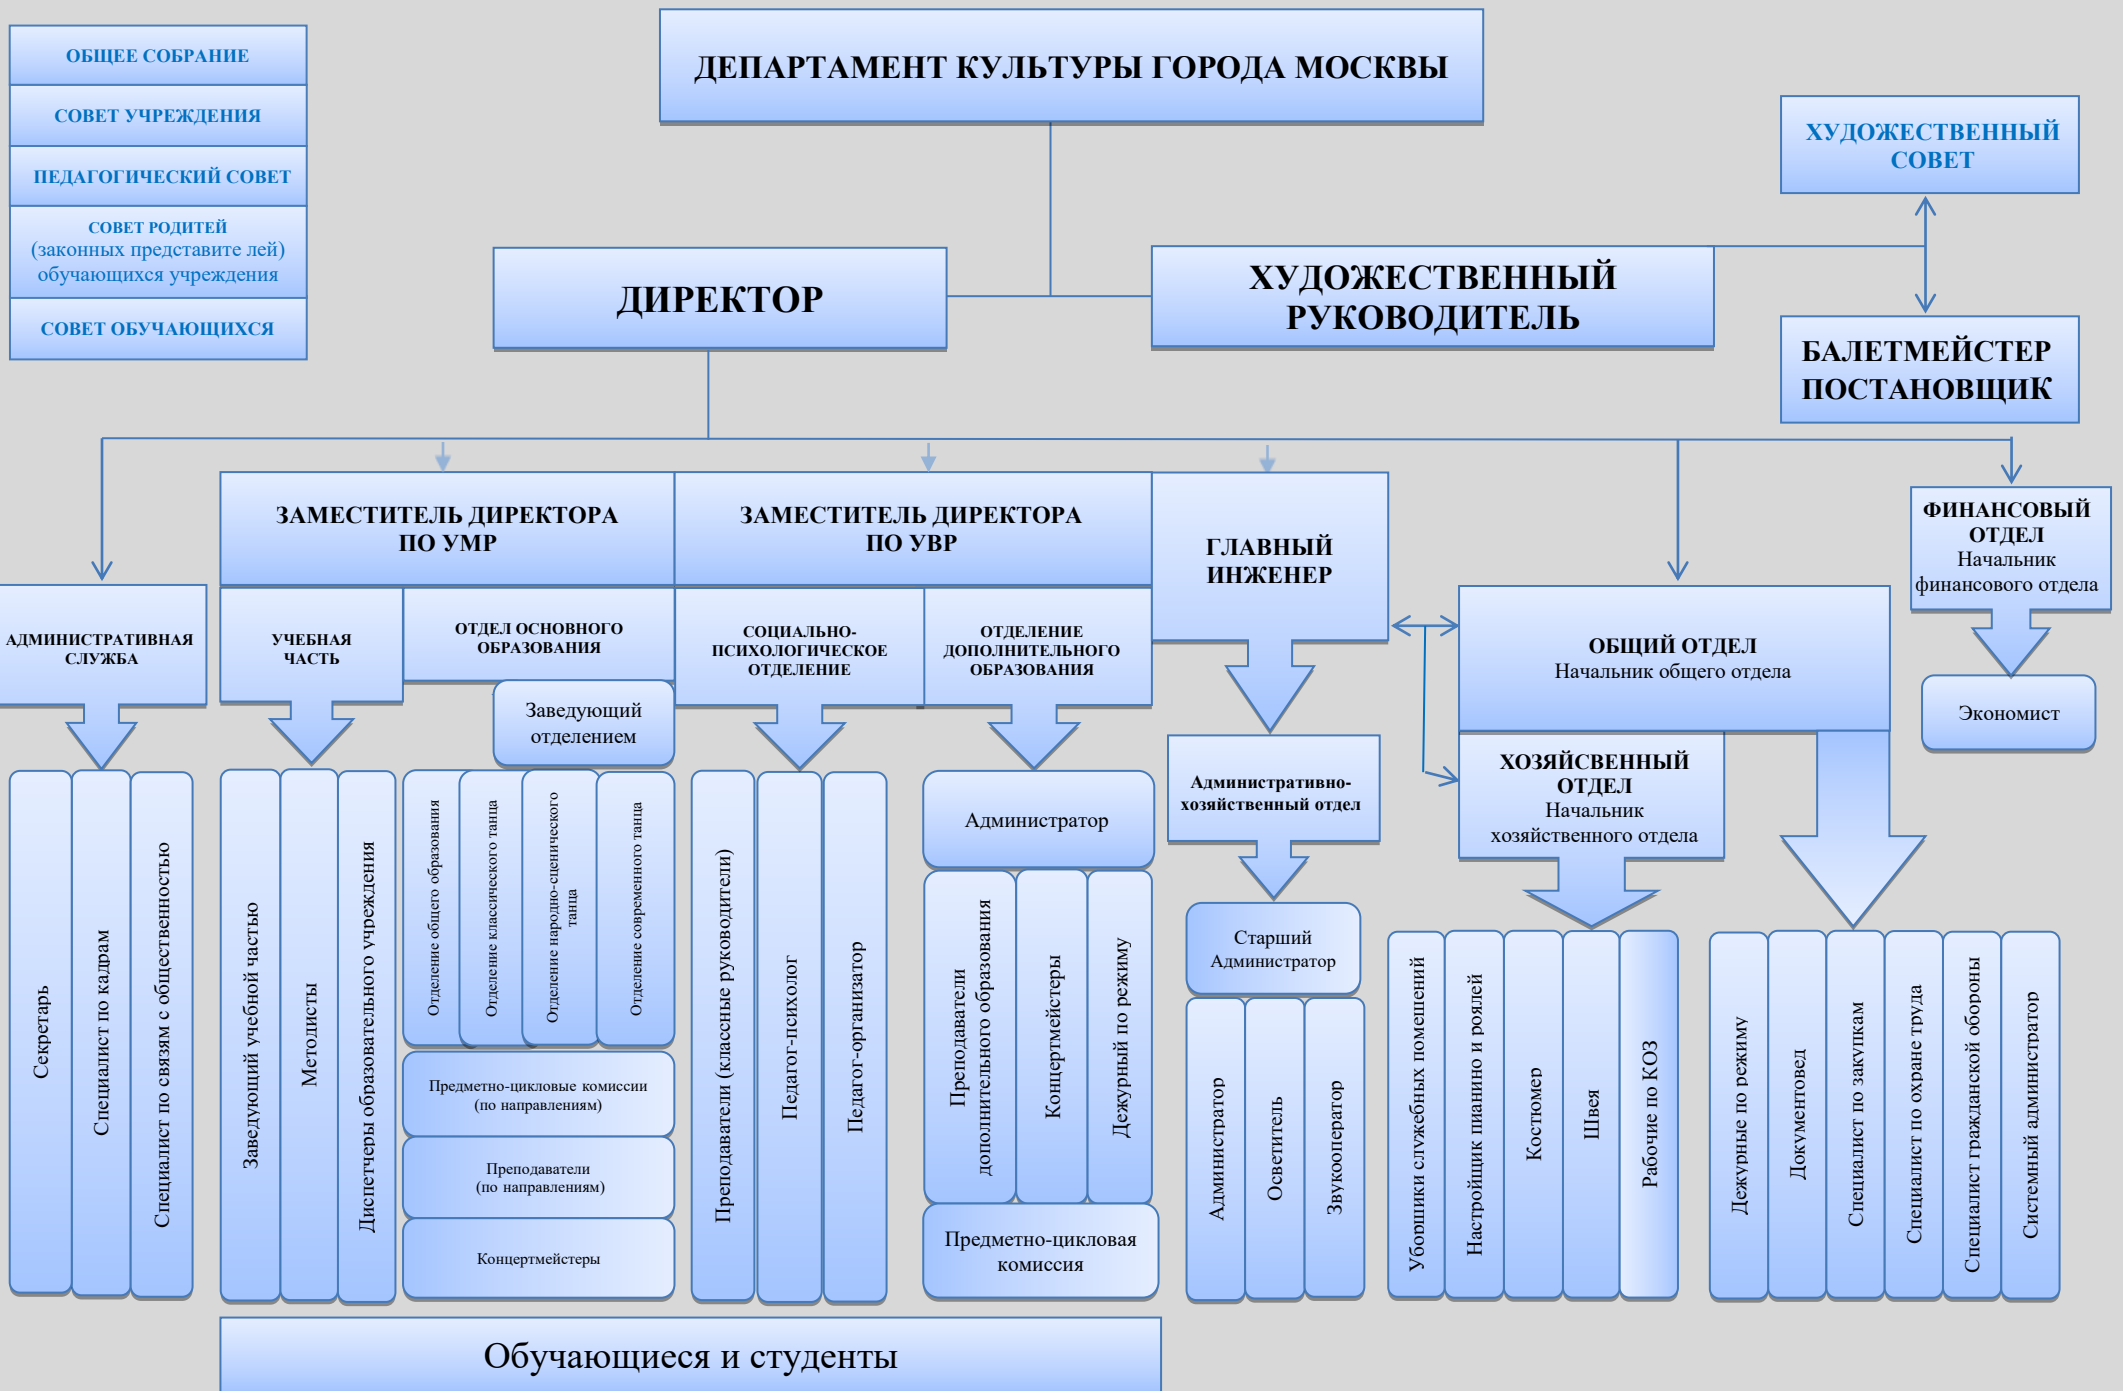 ОБЩЕЕ СОБРАНИЕ
СОВЕТ УЧРЕЖДЕНИЯ
ПЕДАГОГИЧЕСКИЙ СОВЕТ
СОВЕТ РОДИТЕЙ
(законных представите лей)
обучающихся учреждения
СОВЕТ ОБУЧАЮЩИХСЯ
ДЕПАРТАМЕНТ КУЛЬТУРЫ ГОРОДА МОСКВЫ
ХУДОЖЕСТВЕННЫЙ
СОВЕТ
ДИРЕКТОР
ХУДОЖЕСТВЕННЫЙ
РУКОВОДИТЕЛЬ
БАЛЕТМЕЙСТЕР
ПОСТАНОВЩИК
ЗАМЕСТИТЕЛЬ ДИРЕКТОРА
ПО УМР
ЗАМЕСТИТЕЛЬ ДИРЕКТОРА
ПО УВР
ГЛАВНЫЙ
ИНЖЕНЕР
ФИНАНСОВЫЙ
ОТДЕЛ
Начальник
финансового отдела
АДМИНИСТРАТИВНАЯ
СЛУЖБА
УЧЕБНАЯ
ЧАСТЬ
ОТДЕЛ ОСНОВНОГО
ОБРАЗОВАНИЯ
СОЦИАЛЬНО-
ПСИХОЛОГИЧЕСКОЕ
ОТДЕЛЕНИЕ
ОТДЕЛЕНИЕ
ДОПОЛНИТЕЛЬНОГО
ОБРАЗОВАНИЯ
ОБЩИЙ ОТДЕЛ
Начальник общего отдела
Заведующий
отделением
Экономист
Административно-
хозяйственный отдел
ХОЗЯЙСВЕННЫЙ
ОТДЕЛ
Начальник
хозяйственного отдела
Секретарь
Специалист по кадрам
Специалист по связям с общественностью
Заведующий учебной частью
Методисты
Диспетчеры образовательного учреждения
Отделение общего образования
Отделение классического танца
Отделение народно-сценического
танца
Отделение современного танца
Предметно-цикловые комиссии
(по направлениям)
Преподаватели
(по направлениям)
Концертмейстеры
Преподаватели (классные руководители)
Педагог-психолог
Педагог-организатор
Администратор
Преподаватели
дополнительного образования
Концертмейстеры
Дежурный по режиму
Предметно-цикловая
комиссия
Старший
Администратор
Администратор
Осветитель
Звукооператор
Уборщики служебных помещений
Настройщик пианино и роялей
Костюмер
Швея
Рабочие по КОЗ
Дежурные по режиму
Документовед
Специалист по закупкам
Специалист по охране труда
Специалист гражданской обороны
Системный администратор
Обучающиеся и студенты